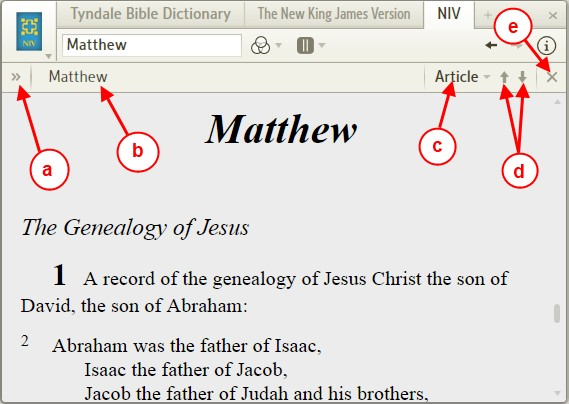 Tyndale Bible Dictionary The New King James Version NIV + ×
NIV Matthew e
» Matthew Article ×
Matthew
a b c d
The Genealogy of Jesus
1 A record of the genealogy of Jesus Christ the son of
David, the son of Abraham:
2 Abraham was the father of Isaac,
Isaac the father of Jacob,
Jacob the father of Judah and his brothers,